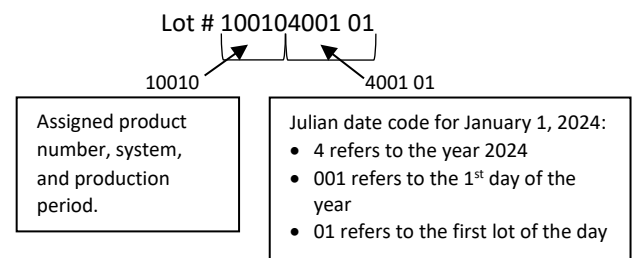 Lot # 100104001 01
10010
4001 01
Assigned product
number, system,
and production
period.
Julian date code for January 1, 2024:
• 4 refers to the year 2024
• 001 refers to the 1st day of the
year
• 01 refers to the first lot of the day